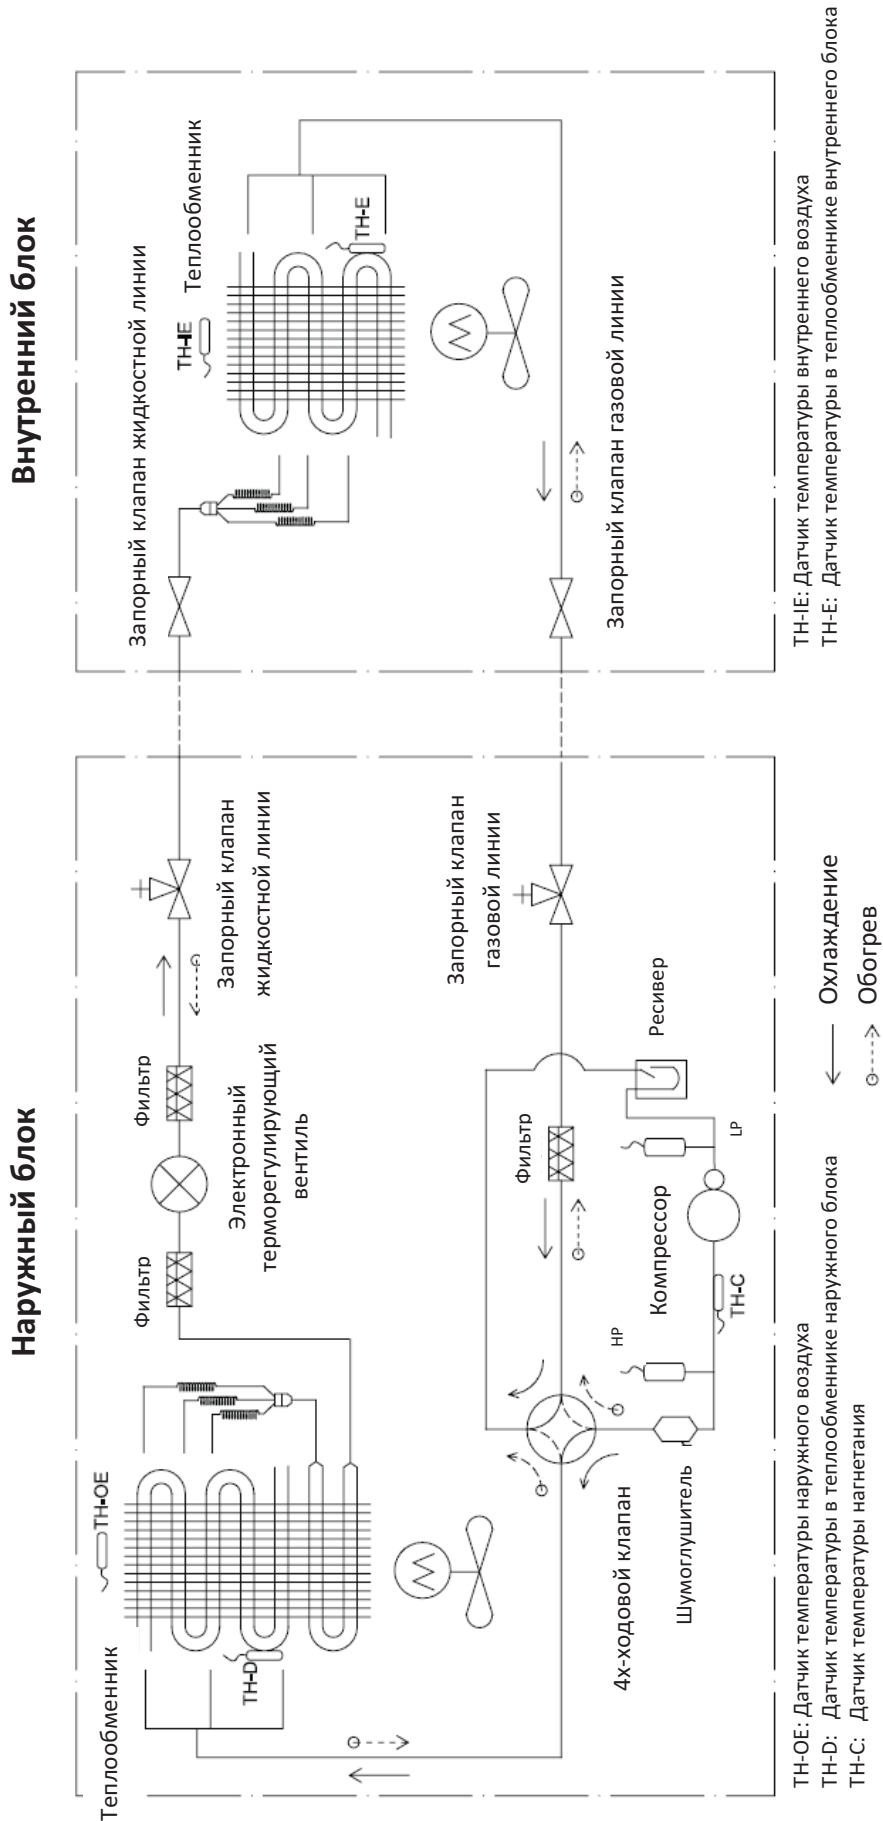 Наружный блок
Внутренний блок
Теплообменник
TH-OE
TH-D
Фильтр
Электронный
терморегулирующий
вентиль
Фильтр
Запорный клапан
жидкостной линии
Запорный клапан жидкостной линии
TH-IE
Теплообменник
TH-E
4х-ходовой клапан
Шумоглушитель
HP
TH-C
Компрессор
LP
Фильтр
Ресивер
Запорный клапан
газовой линии
Запорный клапан газовой линии
TH-OE: Датчик температуры наружного воздуха
TH-D: Датчик температуры в теплообменнике наружного блока
TH-C: Датчик температуры нагнетания
Охлаждение
Обогрев
TH-IE: Датчик температуры внутреннего воздуха
TH-E: Датчик температуры в теплообменнике внутреннего блока